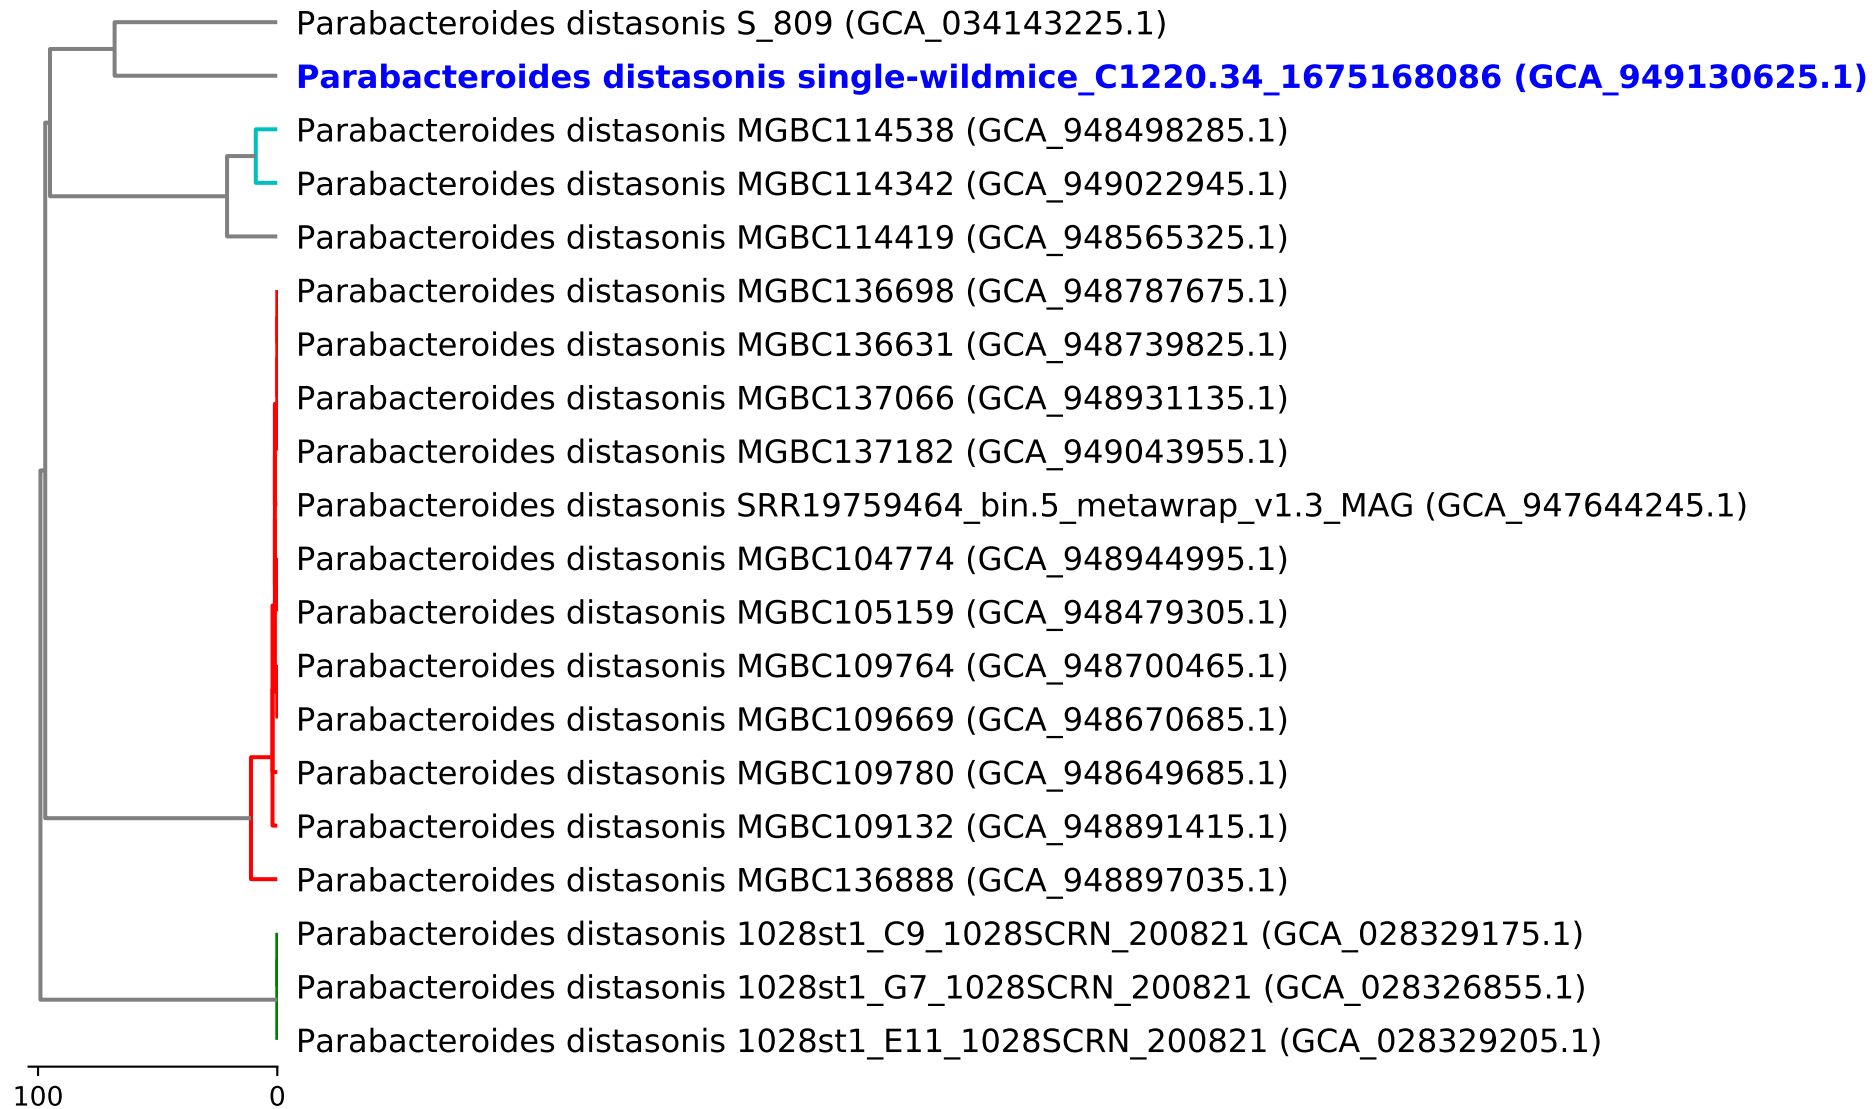 Parabacteroides distasonis S_809 (GCA_034143225.1)
Parabacteroides distasonis single-wildmice_C1220.34_1675168086 (GCA_949130625.1)
Parabacteroides distasonis MGBC114538 (GCA_948498285.1)
Parabacteroides distasonis MGBC114342 (GCA_949022945.1)
Parabacteroides distasonis MGBC114419 (GCA_948565325.1)
Parabacteroides distasonis MGBC136698 (GCA_948787675.1)
Parabacteroides distasonis MGBC136631 (GCA_948739825.1)
Parabacteroides distasonis MGBC137066 (GCA_948931135.1)
Parabacteroides distasonis MGBC137182 (GCA_949043955.1)
Parabacteroides distasonis SRR19759464_bin.5_metawrap_v1.3_MAG (GCA_947644245.1)
Parabacteroides distasonis MGBC104774 (GCA_948944995.1)
Parabacteroides distasonis MGBC105159 (GCA_948479305.1)
Parabacteroides distasonis MGBC109764 (GCA_948700465.1)
Parabacteroides distasonis MGBC109669 (GCA_948670685.1)
Parabacteroides distasonis MGBC109780 (GCA_948649685.1)
Parabacteroides distasonis MGBC109132 (GCA_948891415.1)
Parabacteroides distasonis MGBC136888 (GCA_948897035.1)
Parabacteroides distasonis 1028st1_C9_1028SCRN_200821 (GCA_028329175.1)
Parabacteroides distasonis 1028st1_G7_1028SCRN_200821 (GCA_028326855.1)
Parabacteroides distasonis 1028st1_E11_1028SCRN_200821 (GCA_028329205.1)
100 0